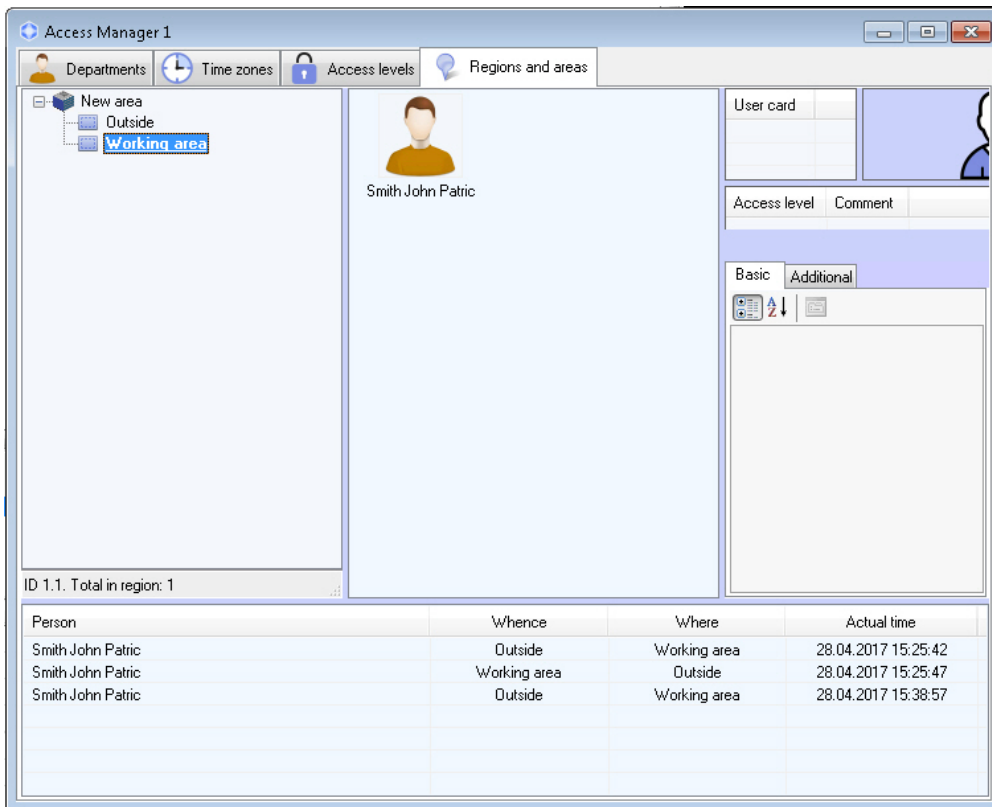 Access Manager 1
Departments Time zones Access levels Regions and areas
New area
Outside
Working area
Smith John Patric
User card
Access level Comment
Basic Additional
ID 1.1. Total in region: 1
Person Whence Where Actual time
Smith John Patric Outside Working area 28.04.2017 15:25:42
Smith John Patric Working area Outside 28.04.2017 15:25:47
Smith John Patric Outside Working area 28.04.2017 15:38:57